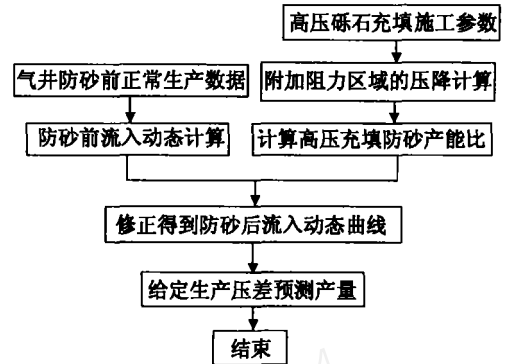 高压砾石充填施工参数
气井防砂前正常生产数据
附加阻力区域的压降计算
防砂前流入动态计算
计算高压充填防砂产能比
修正得到防砂后流入动态曲线
给定生产压差预测产量
结束